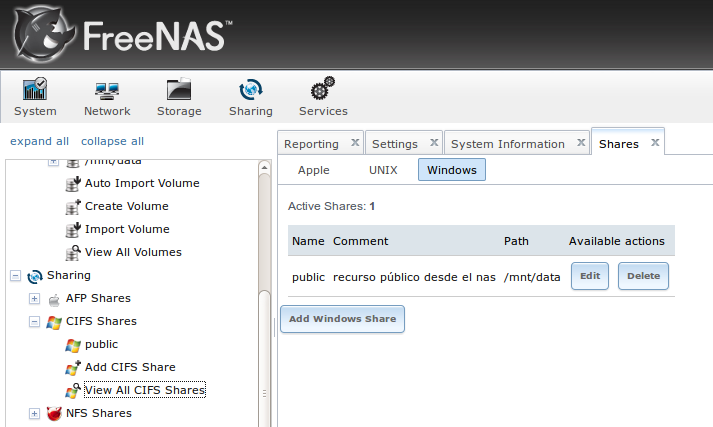 FreeNAS™
System Network Storage Sharing Services
expand all collapse all
/mnt/data
Auto Import Volume
Create Volume
Import Volume
View All Volumes
Sharing
AFP Shares
CIFS Shares
public
Add CIFS Share
View All CIFS Shares
NFS Shares
Reporting X Settings X System Information X Shares X
Apple UNIX Windows
Active Shares: 1
Name Comment Path Available actions
public recurso público desde el nas /mnt/data Edit Delete
Add Windows Share